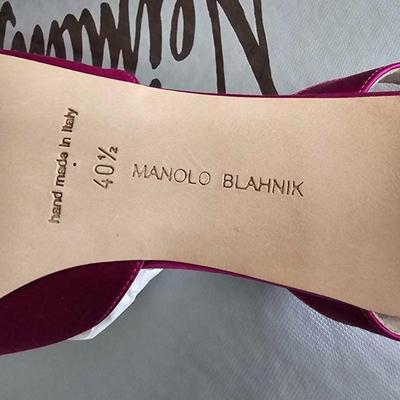 MANOLO BLAHNIK
40½
hand made in Italy